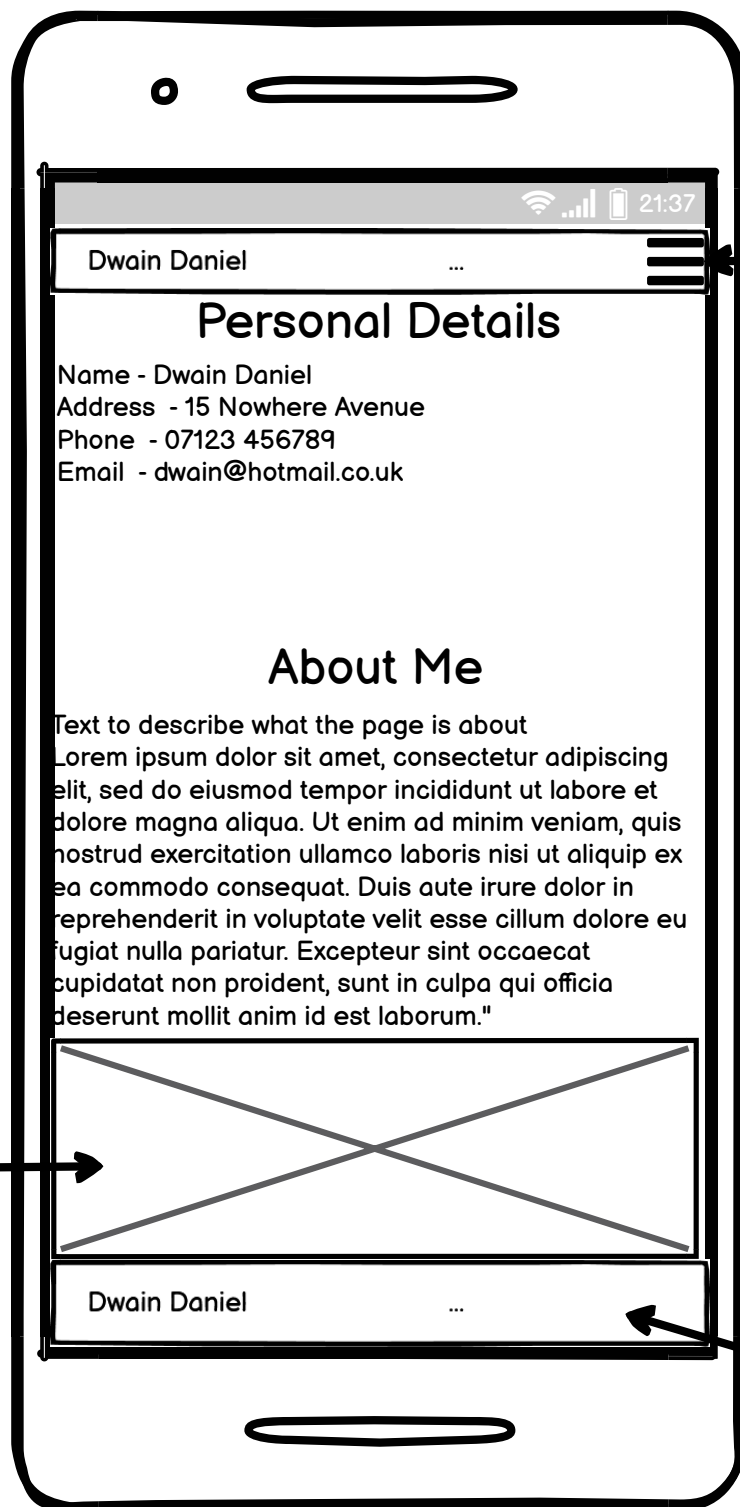 21:37
Dwain Daniel ...
Personal Details
Name - Dwain Daniel
Address - 15 Nowhere Avenue
Phone - 07123 456789
Email - dwain@hotmail.co.uk
About Me
Text to describe what the page is about
Lorem ipsum dolor sit amet, consectetur adipiscing
elit, sed do eiusmod tempor incididunt ut labore et
dolore magna aliqua. Ut enim ad minim veniam, quis
nostrud exercitation ullamco laboris nisi ut aliquip ex
ea commodo consequat. Duis aute irure dolor in
reprehenderit in voluptate velit esse cillum dolore eu
fugiat nulla pariatur. Excepteur sint occaecat
cupidatat non proident, sunt in culpa qui officia
deserunt mollit anim id est laborum."
Dwain Daniel ...